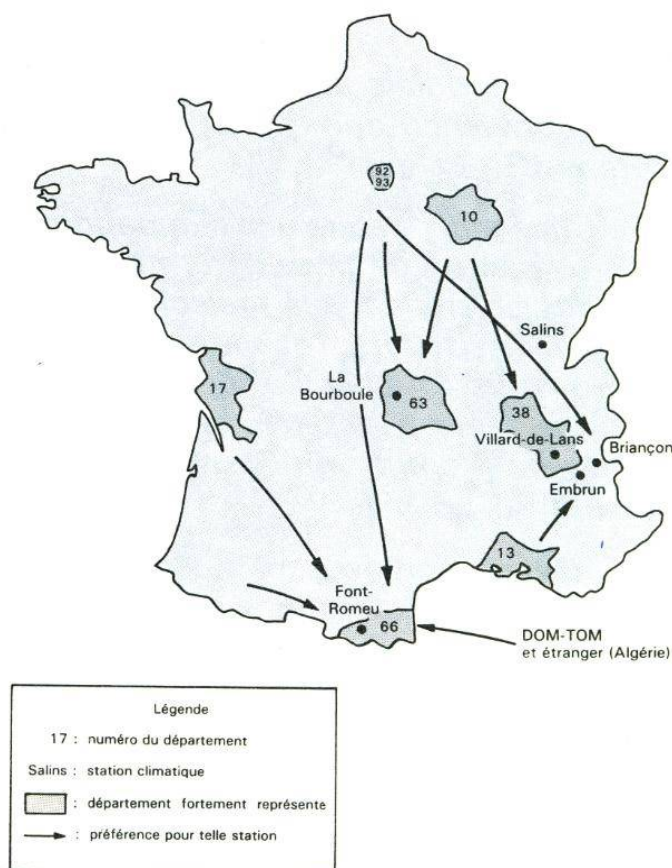 92
93
10
Salins
La
Bourboule
63
17
38
Villard-de-Lans
Briançon
Embrun
13
Font-
Romeu
66
DOM-TOM
et étranger (Algérie)
Légende
17 : numéro du département
Salins : station climatique
: département fortement représente
: préférence pour telle station